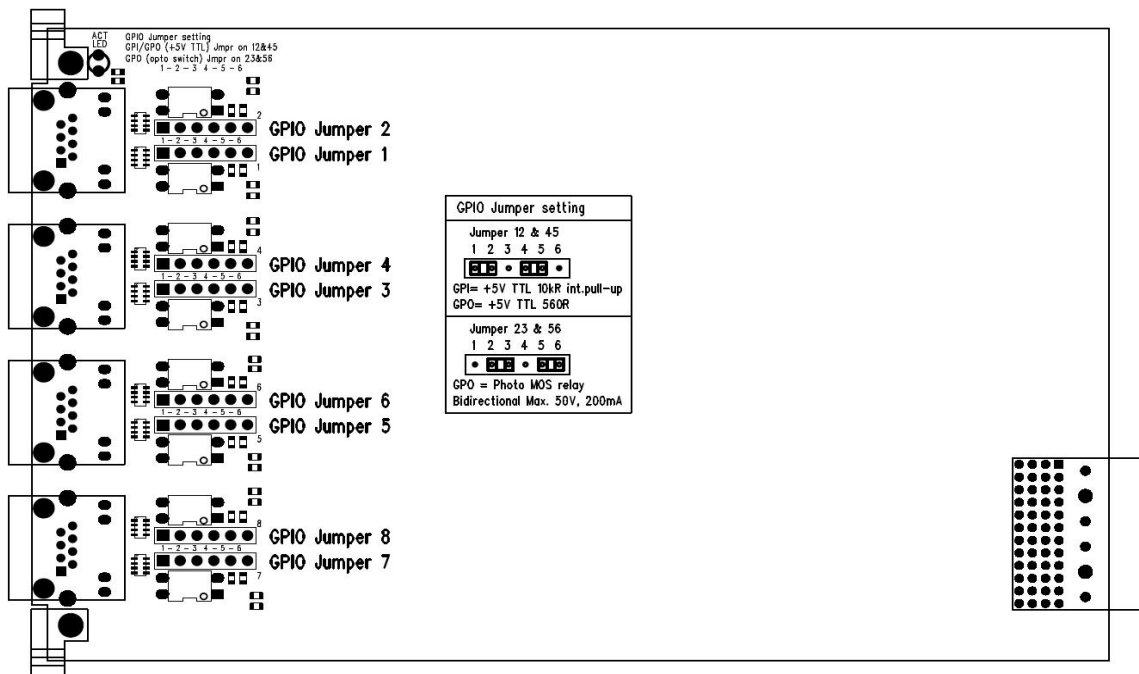 ACT
LED
GPIO Jumper setting
GPI/GPO (+5V TTL) Jmpr on 12&45
GPO (opto switch) Jmpr on 23&56
1-2-3 4-5-6
2
GPIO Jumper 2
1-2-3 4-5-6
GPIO Jumper 1
1
4
GPIO Jumper 4
1-2-3 4-5-6
GPIO Jumper 3
3
6
GPIO Jumper 6
1-2-3 4-5-6
GPIO Jumper 5
5
8
GPIO Jumper 8
1-2-3 4-5-6
GPIO Jumper 7
7
GPIO Jumper setting
Jumper 12 & 45
1 2 3 4 5 6
GPI= +5V TTL 10kR int.pull-up
GPO= +5V TTL 560R
Jumper 23 & 56
1 2 3 4 5 6
GPO = Photo MOS relay
Bidirectional Max. 50V, 200mA